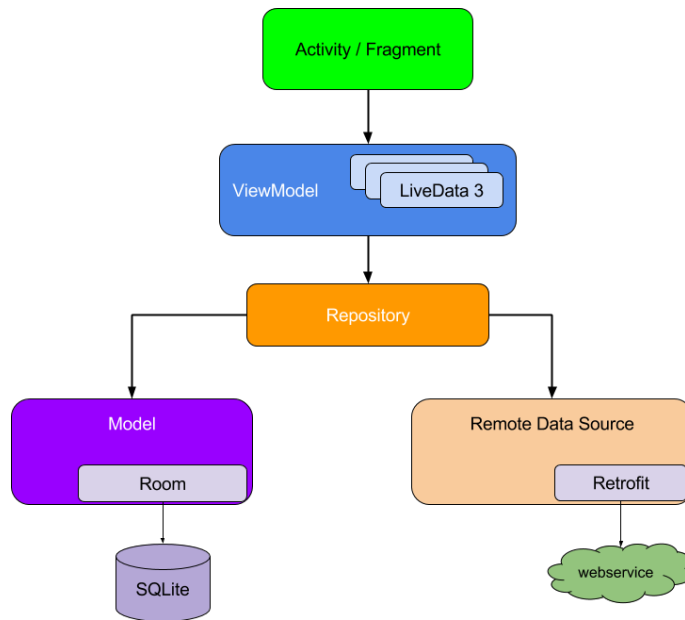 Activity / Fragment
ViewModel
LiveData 3
Repository
Model
Room
SQLite
Remote Data Source
Retrofit
webservice